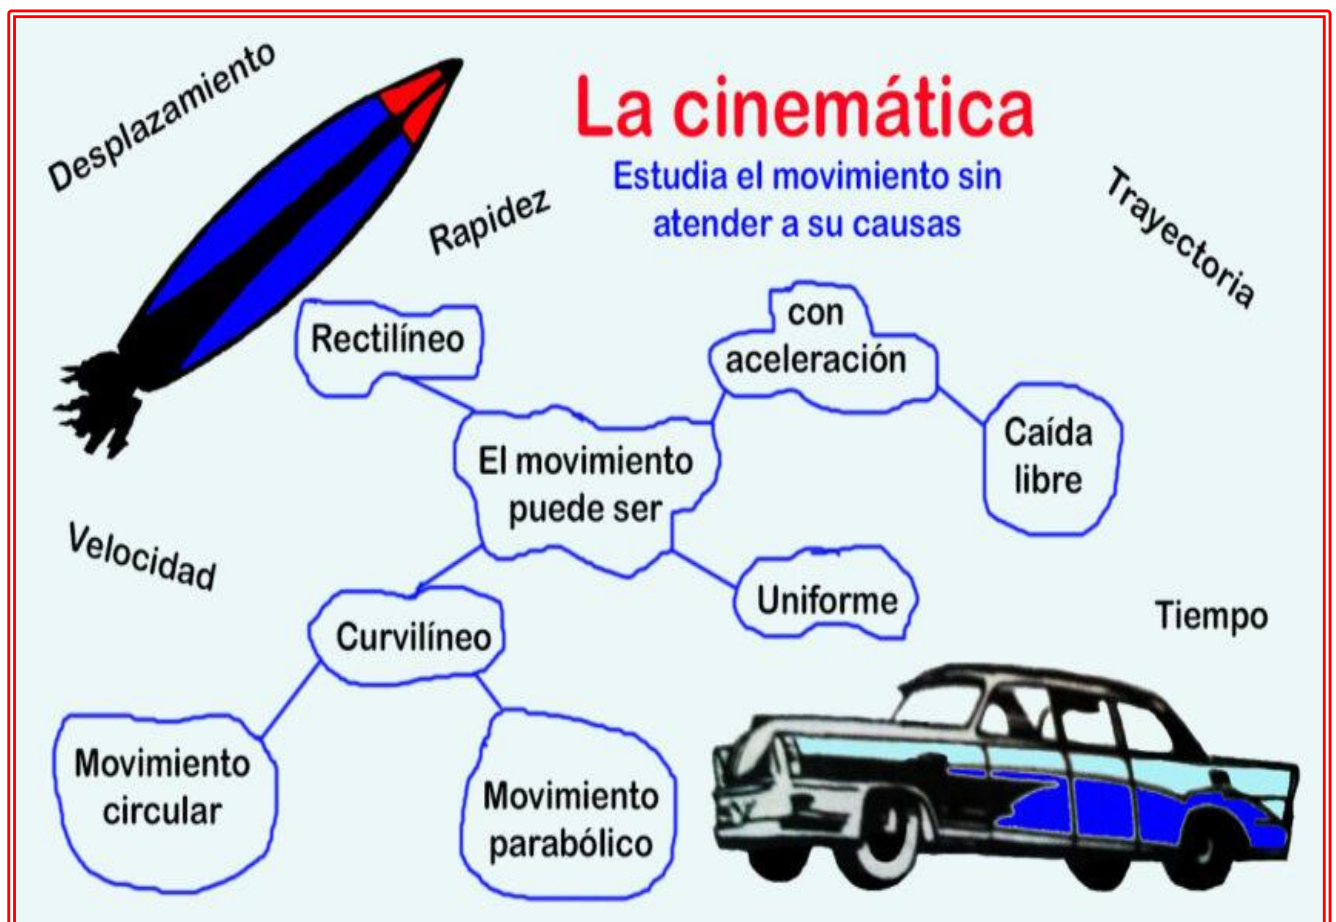 Desplazamiento
La cinemática
Estudia el movimiento sin
atender a su causas
Rapidez
Trayectoria
Rectilíneo
con
aceleración
Caída
libre
El movimiento
puede ser
Velocidad
Uniforme
Tiempo
Curvilíneo
Movimiento
circular
Movimiento
parabólico